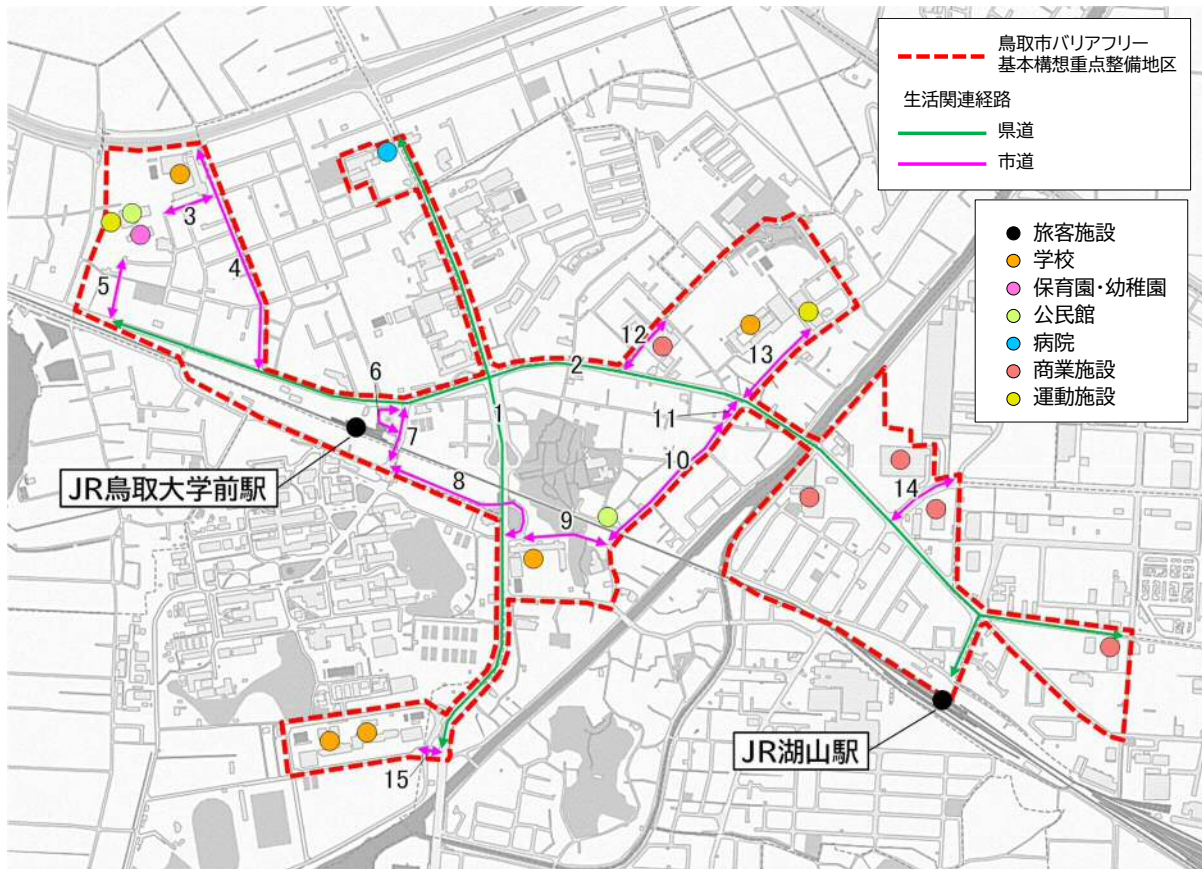 鳥取市バリアフリー
基本構想重点整備地区
生活関連経路
県道
市道
旅客施設
学校
保育園・幼稚園
公民館
病院
商業施設
運動施設
3
4
5
12
13
2
6
1
11
7
10
JR鳥取大学前駅
8
14
9
JR湖山駅
15